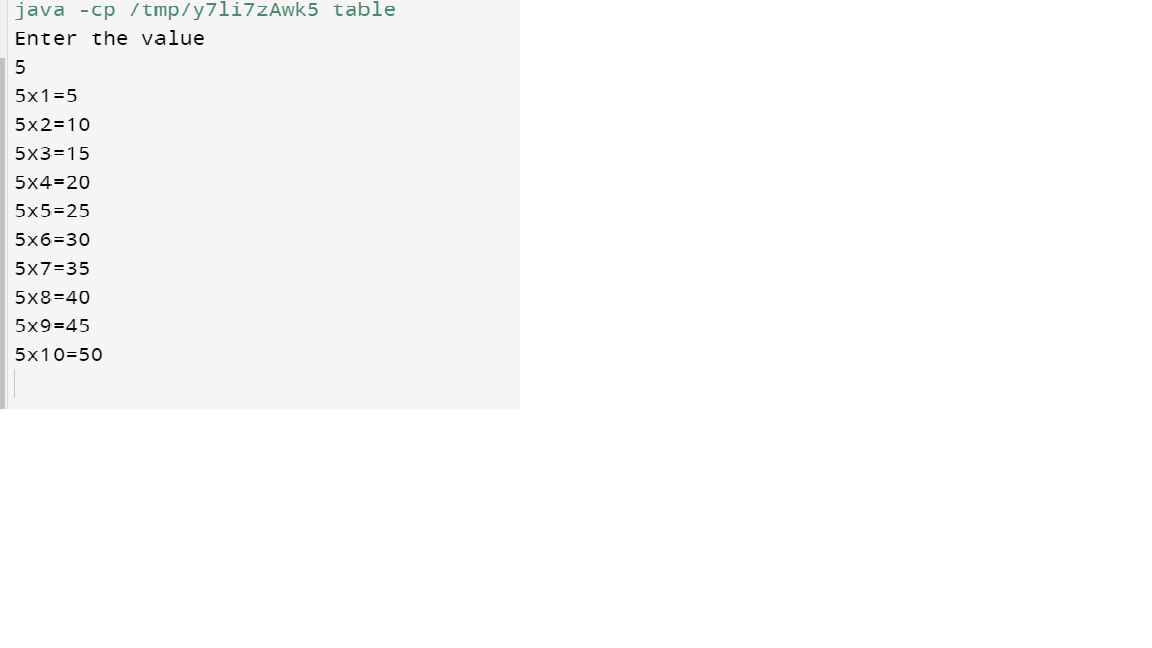 java -cp /tmp/y7li7zAwk5 table
Enter the value
5
5x1=5
5x2=10
5x3=15
5x4=20
5x5=25
5x6=30
5x7=35
5x8=40
5x9=45
5x10=50